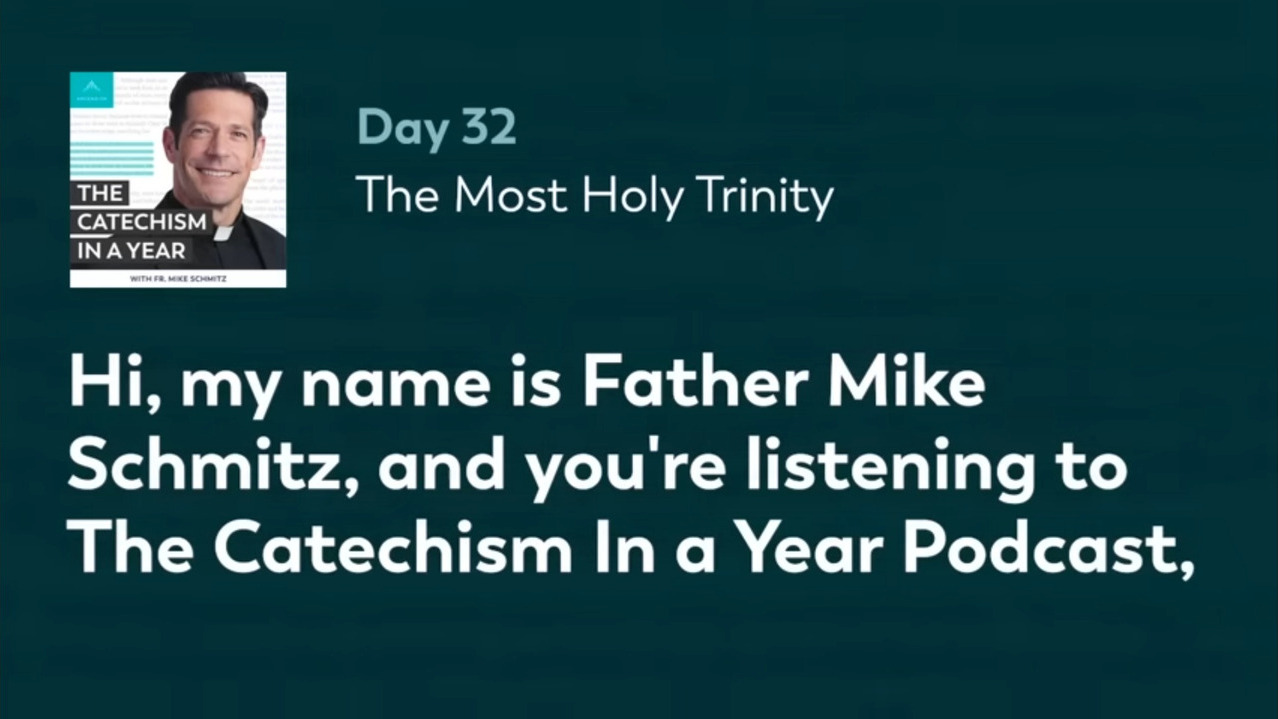 Day 32
The Most Holy Trinity
THE
CATECHISM
IN A YEAR
WITH FR. MIKE SCHMITZ
Hi, my name is Father Mike
Schmitz, and you're listening to
The Catechism In a Year Podcast,